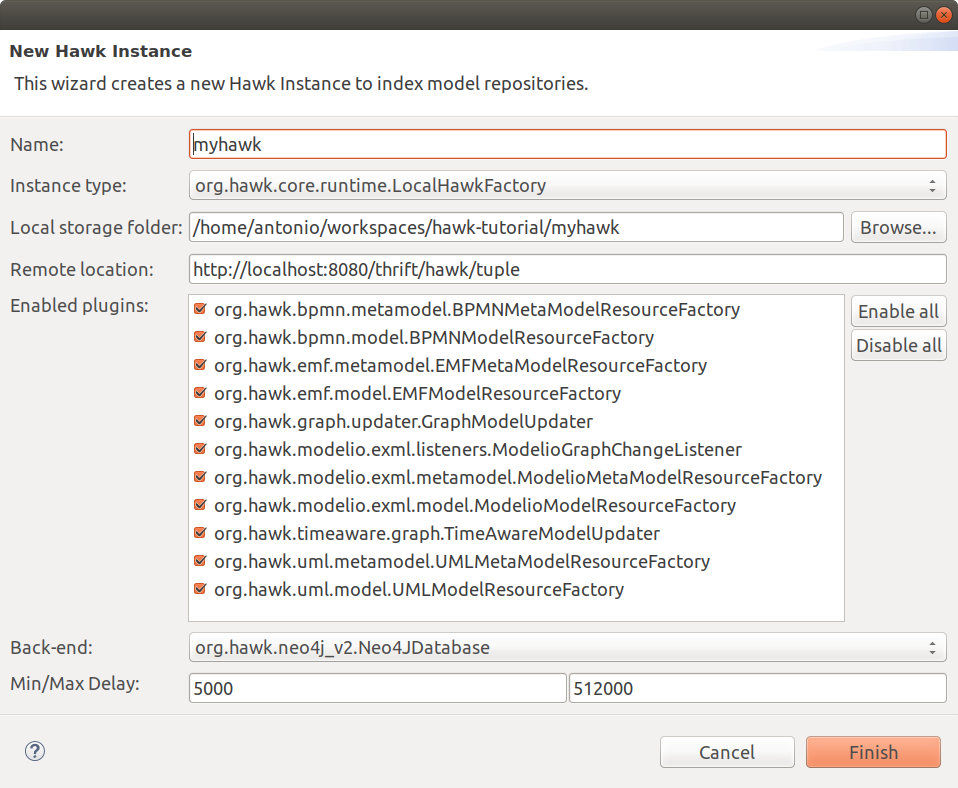 New Hawk Instance
This wizard creates a new Hawk Instance to index model repositories.
Name: myhawk
Instance type: org.hawk.core.runtime.LocalHawkFactory
Local storage folder: /home/antonio/workspaces/hawk-tutorial/myhawk Browse...
Remote location: http://localhost:8080/thrift/hawk/tuple
Enabled plugins: org.hawk.bpmn.metamodel.BPMNMetaModelResourceFactory Enable all
org.hawk.bpmn.model.BPMNModelResourceFactory Disable all
org.hawk.emf.metamodel.EMFMetaModelResourceFactory
org.hawk.emf.model.EMFModelResourceFactory
org.hawk.graph.updater.GraphModelUpdater
org.hawk.modelio.exml.listeners.ModelioGraphChangeListener
org.hawk.modelio.exml.metamodel.ModelioMetaModelResourceFactory
org.hawk.modelio.exml.model.ModelioModelResourceFactory
org.hawk.timeaware.graph.TimeAwareModelUpdater
org.hawk.uml.metamodel.UMLMetaModelResourceFactory
org.hawk.uml.model.UMLModelResourceFactory
Back-end: org.hawk.neo4j_v2.Neo4JDatabase
Min/Max Delay: 5000 512000
? Cancel Finish